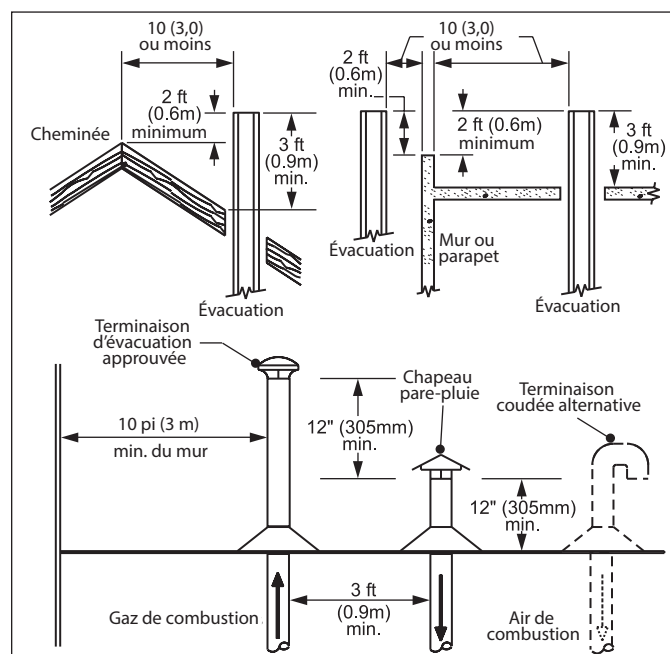 10 (3,0)
ou moins
2 ft
(0.6m)
minimum
Cheminée
3 ft
(0.9m)
min.
Évacuation
10 (3,0)
ou moins
2 ft
(0.6m)
min.
2 ft (0.6m)
minimum
3 ft
(0.9m)
min.
Évacuation
Mur ou
parapet
Évacuation
Terminaison
d'évacuation
approuvée
Chapeau
pare-pluie
Terminaison
coudée alternative
10 pi (3 m)
min. du mur
12" (305mm)
min.
12" (305mm)
min.
3 ft
(0.9m)
min.
Gaz de combustion
Air de
combustion